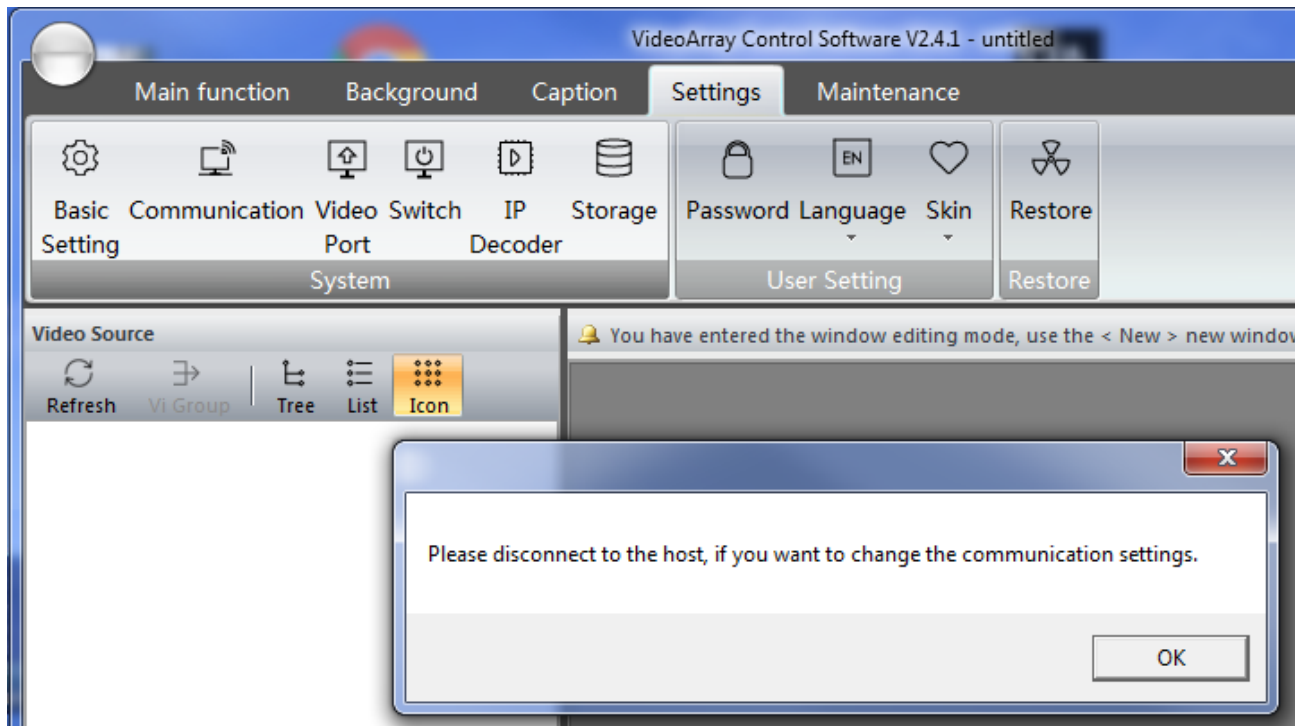 VideoArray Control Software V2.4.1 - untitled
Main function Background Caption Settings Maintenance
EN
Basic Communication Video Switch IP Storage Password Language Skin Restore
Setting Port Decoder
System User Setting Restore
Video Source
You have entered the window editing mode, use the < New > new window
Refresh Vi Group Tree List Icon
Please disconnect to the host, if you want to change the communication settings.
OK